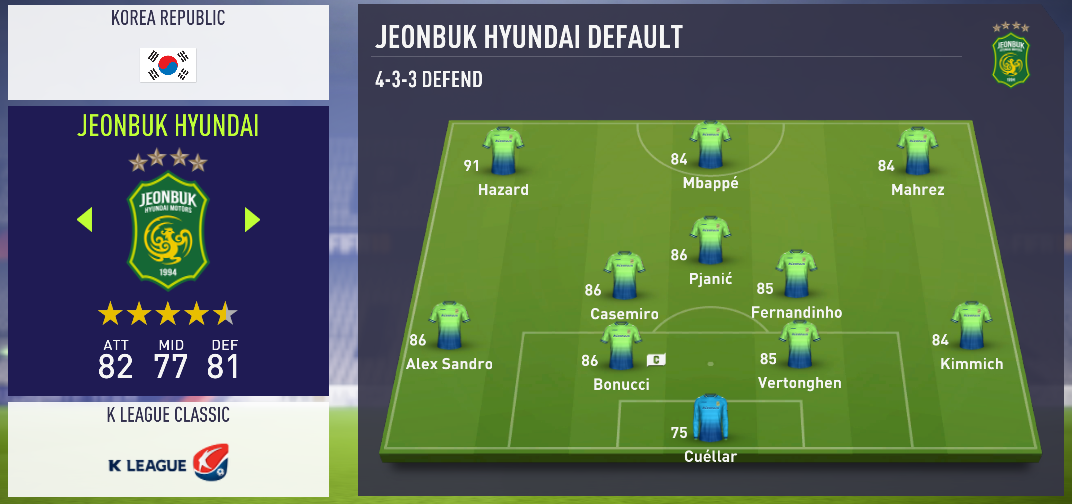 KOREA REPUBLIC
JEONBUK HYUNDAI
JEONBUK
HYUNDAI MOTORS
1994
ATT MID DEF
82 77 81
K LEAGUE CLASSIC
K LEAGUE
JEONBUK HYUNDAI DEFAULT
4-3-3 DEFEND
JEONBUK
1994
91
Hazard
84
Mbappé
84
Mahrez
86
Pjanić
86
Casemiro
85
Fernandinho
86
Alex Sandro
86
C
Bonucci
85
Vertonghen
84
Kimmich
75
Cuéllar